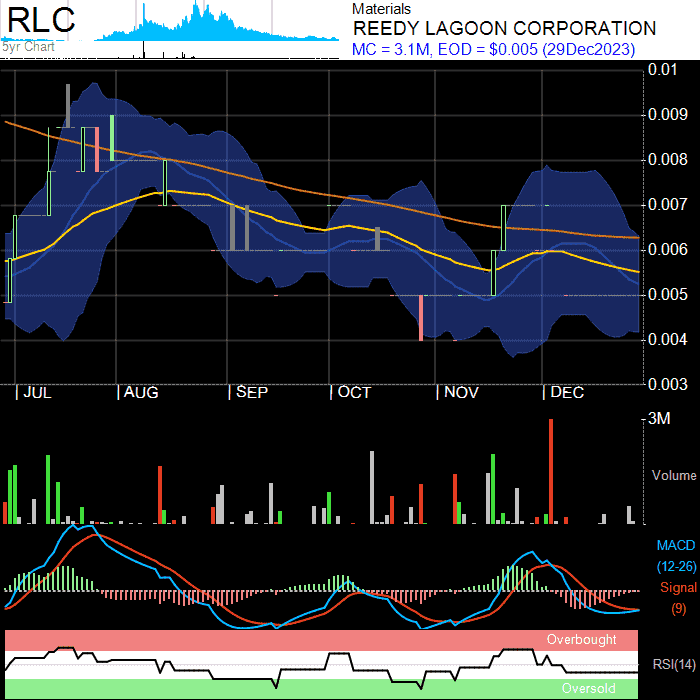 RLC
5yr Chart
Materials
REEDY LAGOON CORPORATION
MC = 3.1M, EOD = $0.005 (29Dec2023)
0.01
0.009
0.008
0.007
0.006
0.005
0.004
0.003
| JUL | AUG | SEP | OCT | NOV | DEC
3M
Volume
MACD
(12-26)
Signal
(9)
Overbought
RSI(14)
Oversold